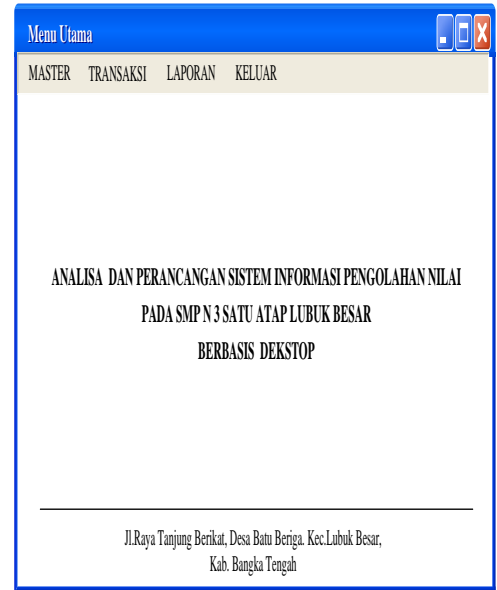 Menu Utama
MASTER TRANSAKSI LAPORAN KELUAR
ANALISA DAN PERANCANGAN SISTEM INFORMASI PENGOLAHAN NILAI
PADA SMP N 3 SATU ATAP LUBUK BESAR
BERBASIS DEKSTOP
Jl.Raya Tanjung Berikat, Desa Batu Beriga. Kec.Lubuk Besar,
Kab. Bangka Tengah